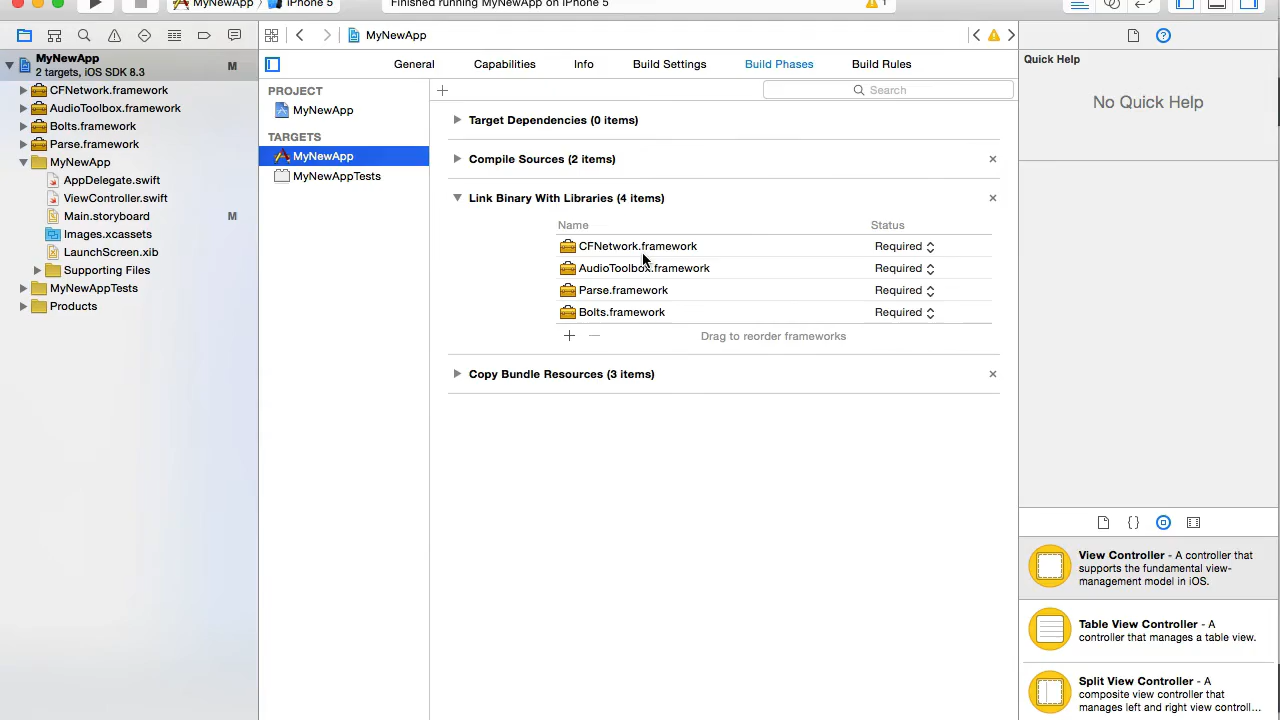 MyNewApp
iPhone 5
Finished running MyNewApp on iPhone 5
1
MyNewApp
2 targets, iOS SDK 8.3
M
CFNetwork.framework
AudioToolbox.framework
Bolts.framework
Parse.framework
MyNewApp
AppDelegate.swift
ViewController.swift
Main.storyboard
M
Images.xcassets
LaunchScreen.xib
Supporting Files
MyNewAppTests
Products
MyNewApp
General
Capabilities
Info
Build Settings
Build Phases
Build Rules
PROJECT
MyNewApp
TARGETS
MyNewApp
MyNewAppTests
Search
Target Dependencies (0 items)
Compile Sources (2 items)
Link Binary With Libraries (4 items)
Name
Status
CFNetwork.framework
Required
AudioToolbox.framework
Required
Parse.framework
Required
Bolts.framework
Required
Drag to reorder frameworks
Copy Bundle Resources (3 items)
Quick Help
No Quick Help
View Controller - A controller that
supports the fundamental view-
management model in iOS.
Table View Controller - A
controller that manages a table view.
Split View Controller - A
composite view controller that
manages left and right view controll...